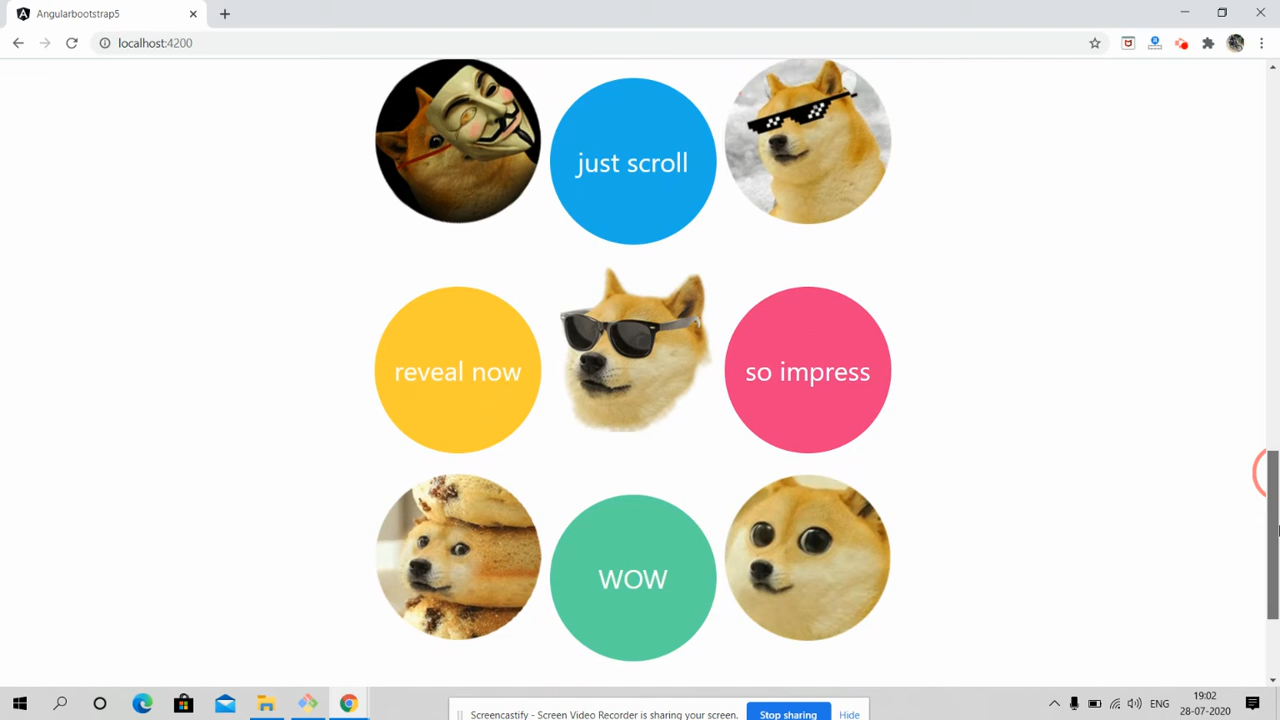 Angularbootstrap5
localhost:4200
just scroll
reveal now
so impress
WOW
ENG
19:02
28-07-2020
Screencastify - Screen Video Recorder is sharing your screen.
Stop sharing
Hide